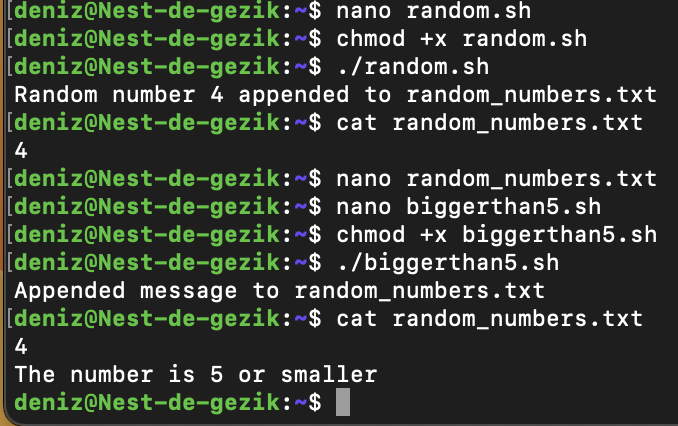 [deniz@Nest-de-gezik:~$ nano random.sh
[deniz@Nest-de-gezik:~$ chmod +x random.sh
[deniz@Nest-de-gezik:~$ ./random.sh
Random number 4 appended to random_numbers.txt
[deniz@Nest-de-gezik:~$ cat random_numbers.txt
4
[deniz@Nest-de-gezik:~$ nano random_numbers.txt
[deniz@Nest-de-gezik:~$ nano biggerthan5.sh
[deniz@Nest-de-gezik:~$ chmod +x biggerthan5.sh
[deniz@Nest-de-gezik:~$ ./biggerthan5.sh
Appended message to random_numbers.txt
[deniz@Nest-de-gezik:~$ cat random_numbers.txt
4
The number is 5 or smaller
deniz@Nest-de-gezik:~$